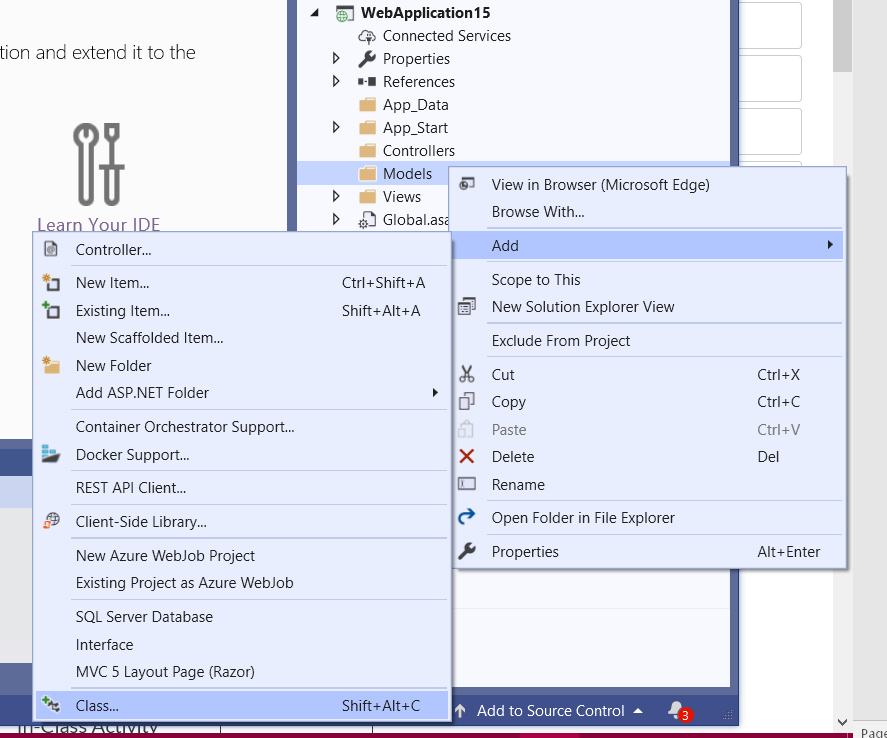 WebApplication15
Connected Services
tion and extend it to the
Properties
References
App_Data
App_Start
Controllers
Models
Views
Global.asa
Learn Your IDE
View in Browser (Microsoft Edge)
Browse With...
Add
Scope to This
New Solution Explorer View
Exclude From Project
Cut Ctrl+X
Copy Ctrl+C
Paste Ctrl+V
Delete Del
Rename
Open Folder in File Explorer
Properties Alt+Enter
Controller...
New Item... Ctrl+Shift+A
Existing Item... Shift+Alt+A
New Scaffolded Item...
New Folder
Add ASP.NET Folder
Container Orchestrator Support...
Docker Support...
REST API Client...
Client-Side Library...
New Azure WebJob Project
Existing Project as Azure WebJob
SQL Server Database
Interface
MVC 5 Layout Page (Razor)
Class... Shift+Alt+C
Add to Source Control
3
In-Class Activity
Page